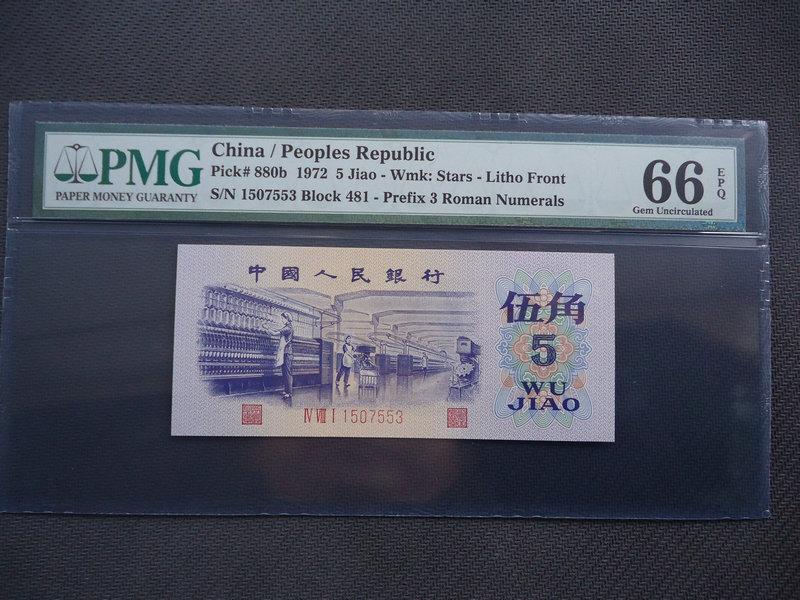 PMG
PAPER MONEY GUARANTY
China / Peoples Republic
Pick# 880b 1972 5 Jiao - Wmk: Stars - Litho Front
S/N 1507553 Block 481 - Prefix 3 Roman Numerals
66
EPQ
Gem Uncirculated
中國人民銀行
伍角
5
WU
JIAO
IV VIII I 1507553